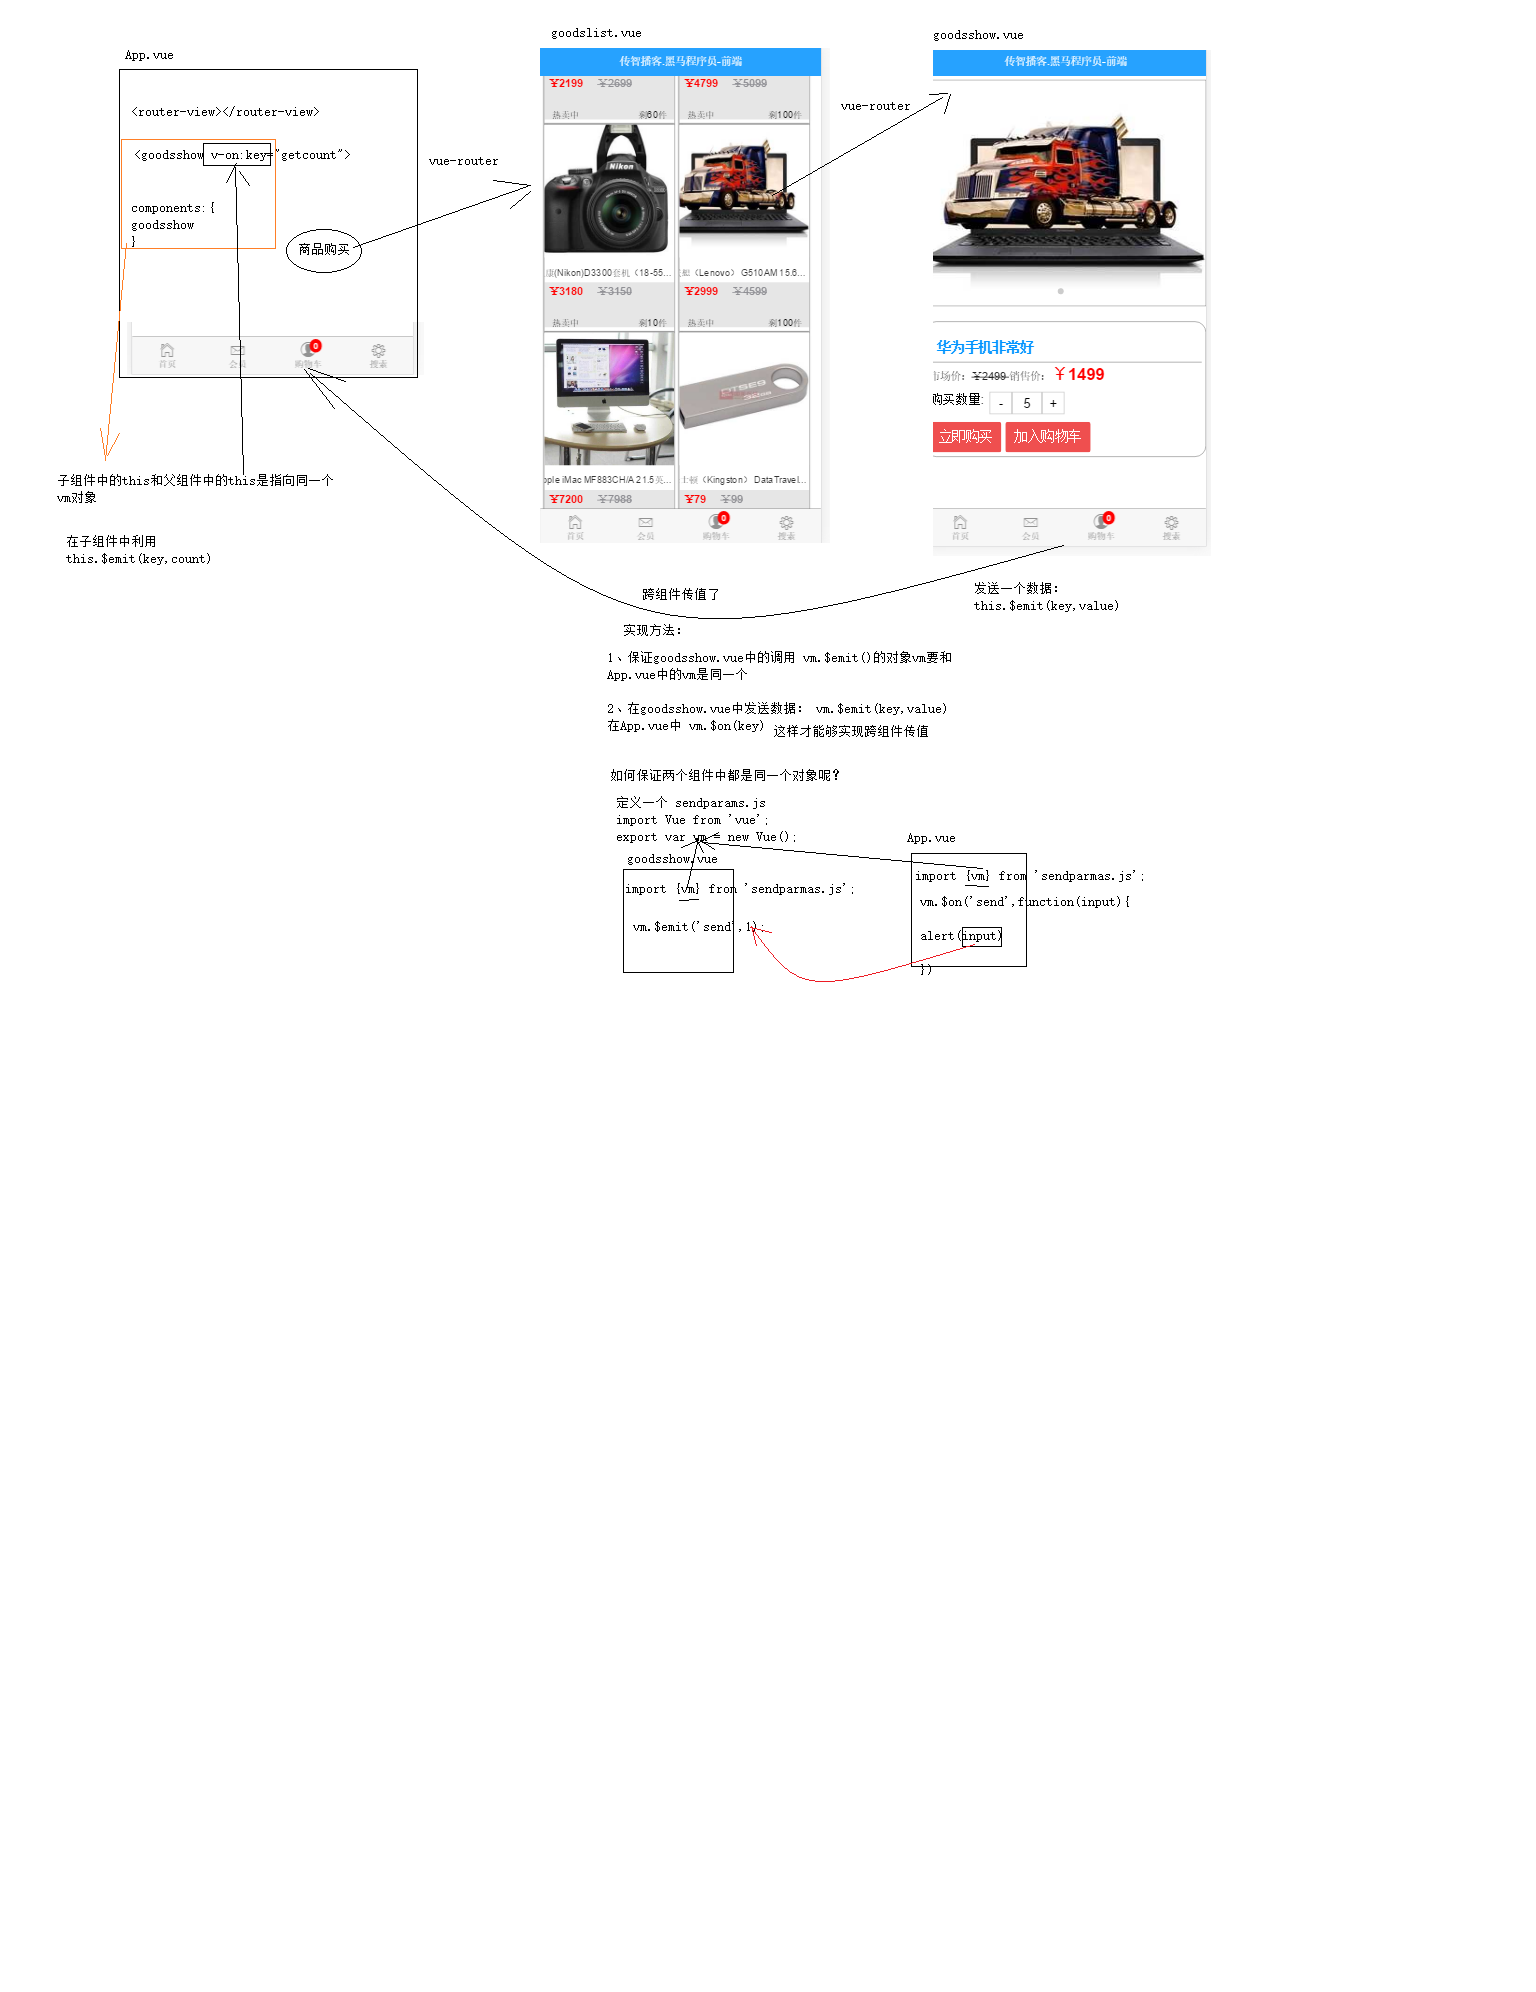 App.vue
<router-view></router-view>
<goodsshow v-on:key="getcount">
components:{
goodsshow
}
商品购买
首页
会员
购物车
0
搜索
子组件中的this和父组件中的this是指向同一个
vm对象
在子组件中利用
this.$emit(key,count)
vue-router
goodslist.vue
传智播客.黑马程序员-前端
¥2199 ¥2699
¥4799 ¥5099
热卖中 剩60件
热卖中 剩100件
Nikon
康(Nikon)D3300套机（18-55...
想（Lenovo） G510AM 15.6...
¥3180 ¥3150
¥2999 ¥4599
热卖中 剩10件
热卖中 剩100件
pple iMac MF883CH/A 21.5英...
士顿（Kingston） DataTravel...
¥7200 ¥7988
¥79 ¥99
首页
会员
购物车
0
搜索
vue-router
goodsshow.vue
传智播客.黑马程序员-前端
华为手机非常好
市场价：¥2499 销售价：￥1499
购买数量: - 5 +
立即购买 加入购物车
首页
会员
购物车
0
搜索
发送一个数据：
this.$emit(key,value)
跨组件传值了
实现方法：
1、保证goodsshow.vue中的调用 vm.$emit()的对象vm要和
App.vue中的vm是同一个
2、在goodsshow.vue中发送数据： vm.$emit(key,value)
在App.vue中 vm.$on(key) 这样才能够实现跨组件传值
如何保证两个组件中都是同一个对象呢？
定义一个 sendparams.js
import Vue from 'vue';
export var vm = new Vue();
goodsshow.vue
import {vm} from 'sendparmas.js';
vm.$emit('send',1);
App.vue
import {vm} from 'sendparmas.js';
vm.$on('send',function(input){
alert(input)
})